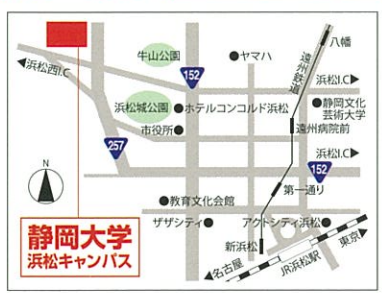 八幡
牛山公園
●ヤマハ
遠州鉄道
◀浜松西I.C
152
浜松I.C▶
浜松城公園
●ホテルコンコルド浜松
●静岡文化
芸術大学
市役所●
遠州病院前
257
浜松I.C▶
152
N
第一通り
●教育文化会館
ザザシティ●
アクトシティ浜松●
静岡大学
浜松キャンパス
新浜松
東京▶
JR浜松駅
◀名古屋